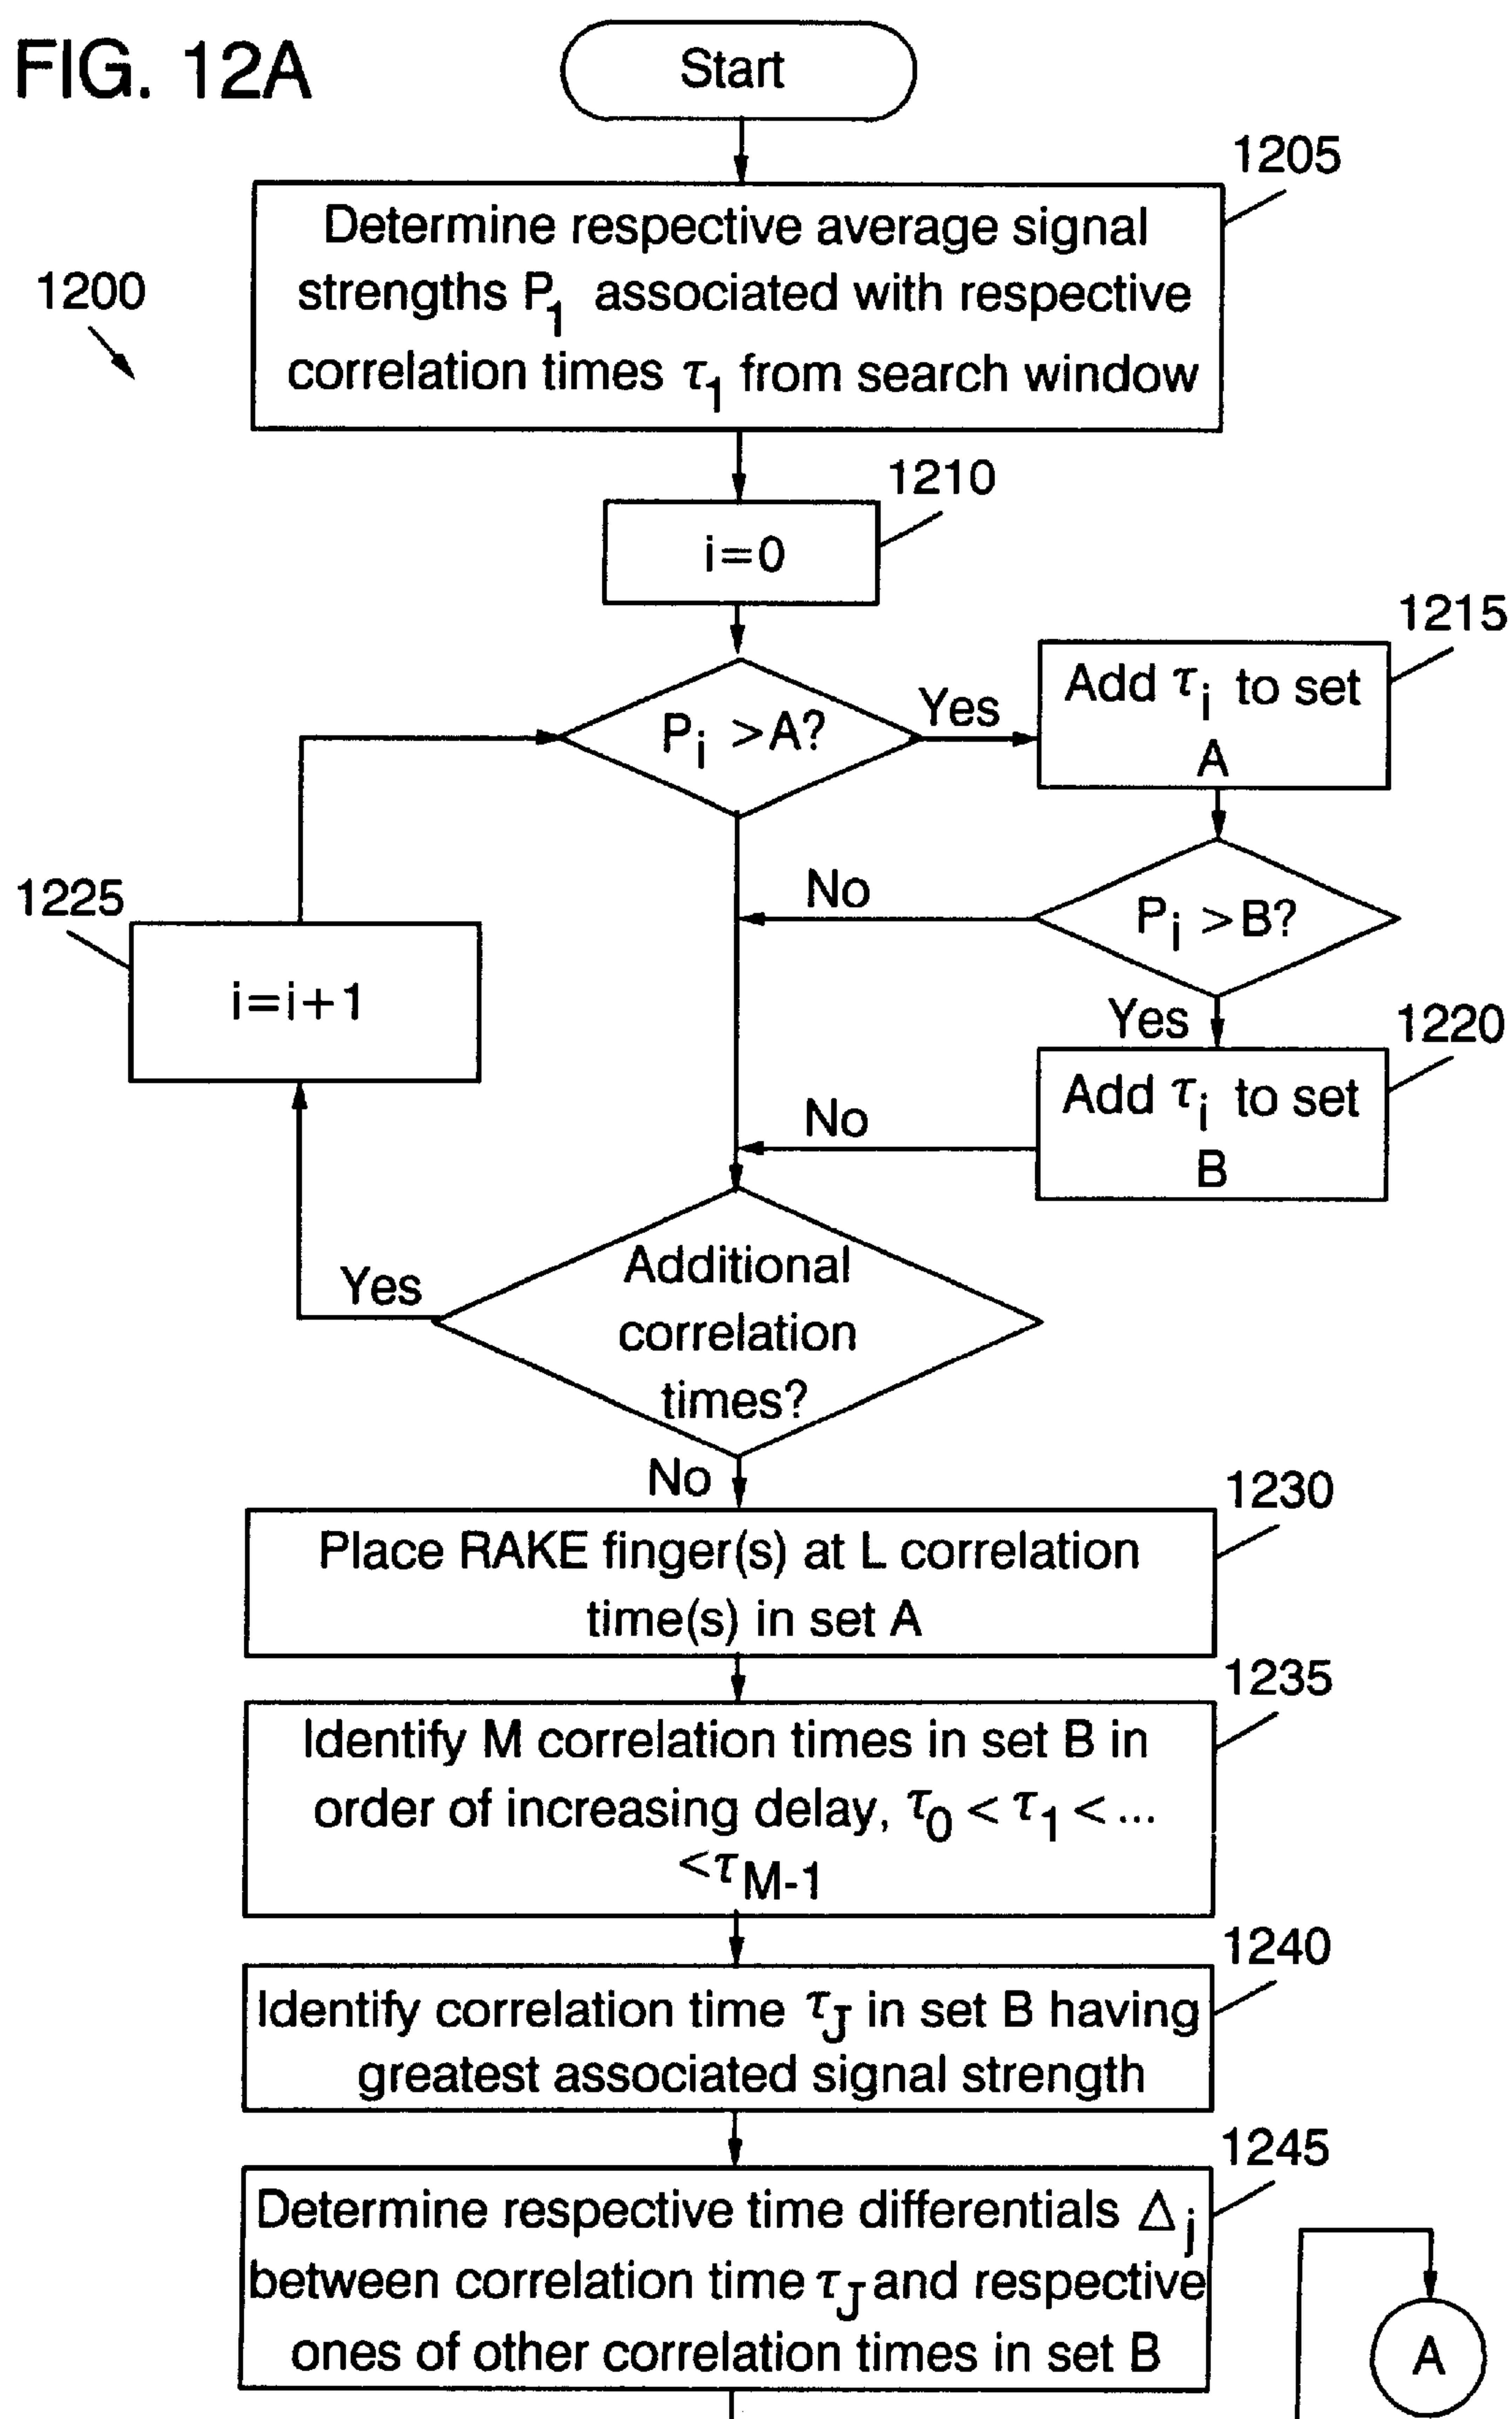 FIG. 12A
Start
1205
Determine respective average signal
strengths P1 associated with respective
correlation times τ1 from search window
1200
1210
i=0
1215
Add τi to set
A
Yes
Pi >A?
1225
No
Pi >B?
i=i+1
Yes
1220
Add τi to set
B
No
Additional
correlation
times?
Yes
No
1230
Place RAKE finger(s) at L correlation
time(s) in set A
1235
Identify M correlation times in set B in
order of increasing delay, τ0 < τ1 < ...
<τM-1
1240
Identify correlation time τJ in set B having
greatest associated signal strength
1245
Determine respective time differentials Δj
between correlation time τJ and respective
ones of other correlation times in set B
A